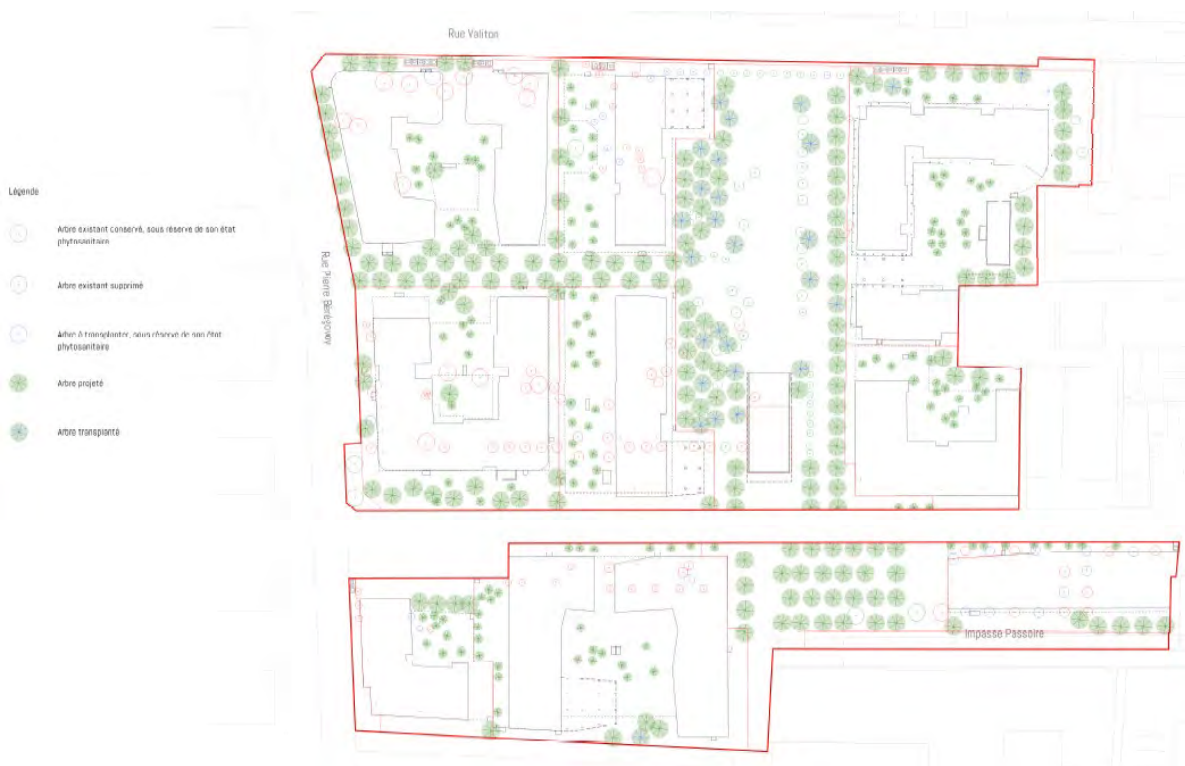 Rue Valiton
Légende
Arbre existant conservé, sous réserve de son état
phytosanitaire
Arbre existant supprimé
Arbre à transplanter, sous réserve de son état
phytosanitaire
Arbre projeté
Arbre transplanté
Rue Pierre Bérégovoy
Impasse Passoire